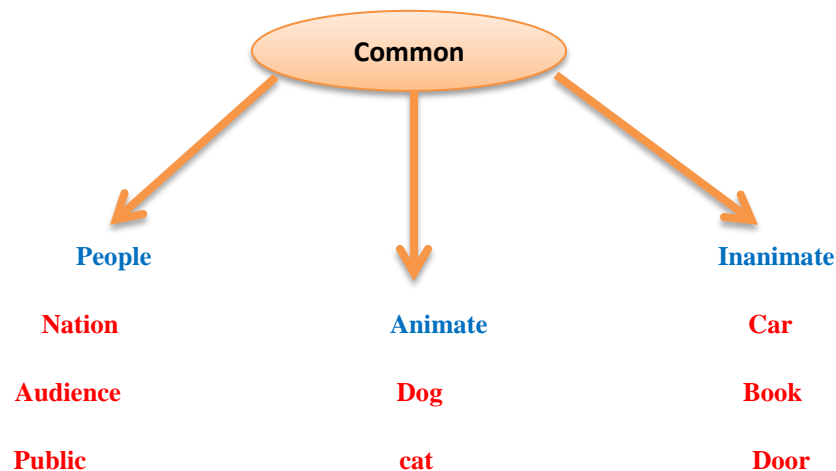 Common
People
Inanimate
Nation
Animate
Car
Audience
Dog
Book
Public
cat
Door